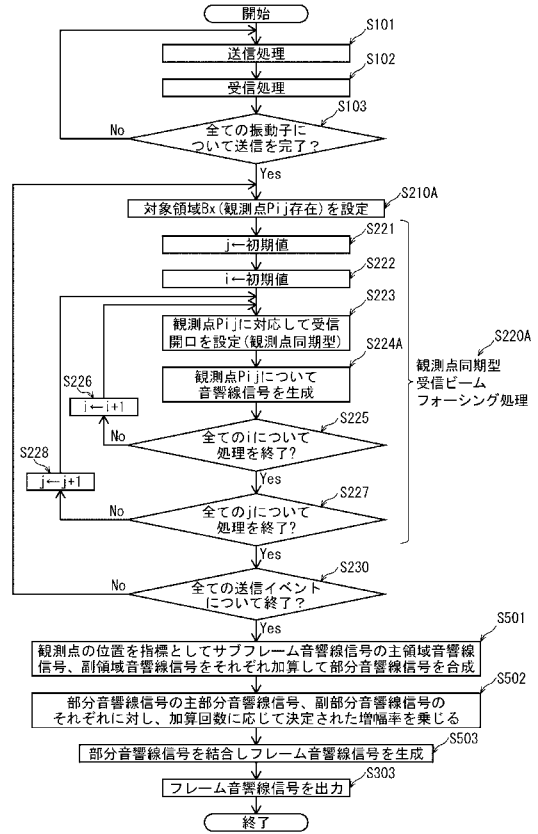 開始
S101
送信処理
S102
受信処理
S103
全ての振動子に
ついて送信を完了？
No
Yes
S210A
対象領域Bx(観測点Pij存在)を設定
S221
j←初期値
S222
i←初期値
S223
観測点Pijに対応して受信
開口を設定(観測点同期型)
S224A
観測点Pijについて
音響線信号を生成
S220A
観測点同期型
受信ビーム
フォーシング処理
S226
i←i+1
S225
全てのiについて
処理を終了?
No
Yes
S228
j←j+1
S227
全てのjについて
処理を終了?
No
Yes
S230
全ての送信イベント
について終了？
No
Yes
S501
観測点の位置を指標としてサブフレーム音響線信号の主領域音響線
信号、副領域音響線信号をそれぞれ加算して部分音響線信号を合成
S502
部分音響線信号の主部分音響線信号、副部分音響線信号の
それぞれに対し、加算回数に応じて決定された増幅率を乗じる
S503
部分音響線信号を結合しフレーム音響線信号を生成
S303
フレーム音響線信号を出力
終了